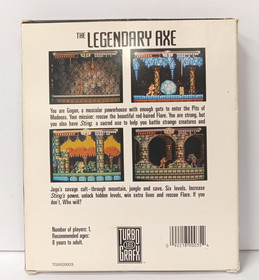 THE
LEGENDARY AXE
You are Gogan, a muscular powerhouse with enough guts to enter the Pits of
Madness. Your mission: rescue the beautiful red-haired Flare. You are strong, but
you also have Sting: a sacred axe to help you battle strange creatures and
Jagu's savage cult-through mountain, jungle and cave. Six levels. Increase
Sting's power, unlock hidden levels, win extra lives and rescue Flare. If
you don't, Who will?
Number of players: 1.
Recommended ages:
6 years to adult.
TURBO
GRAFX